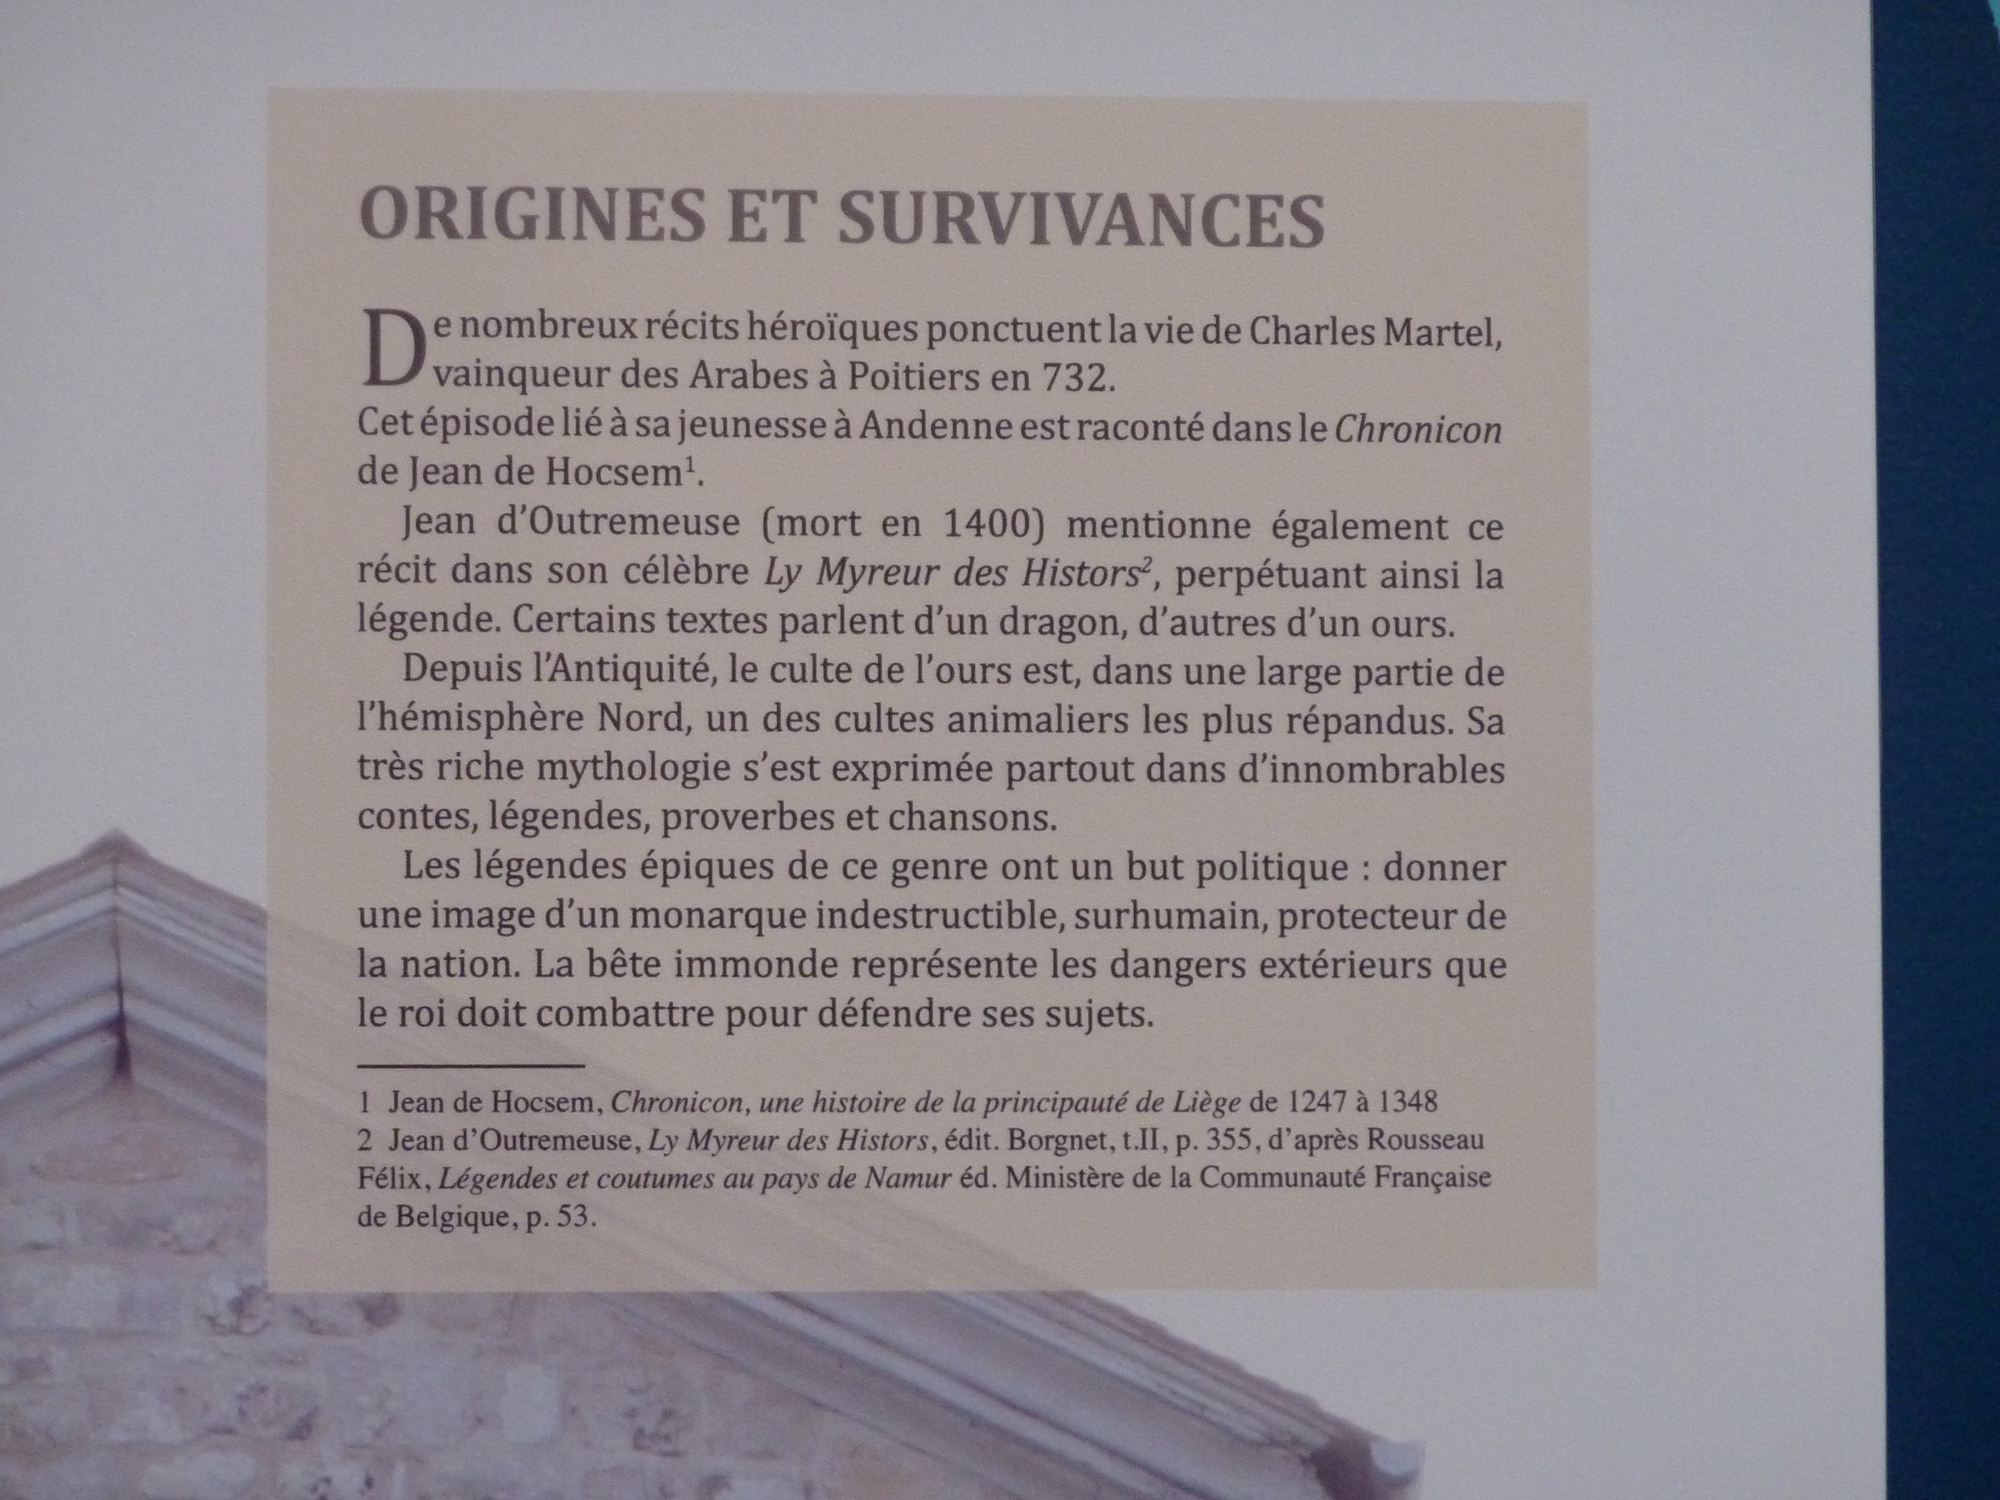 ORIGINES ET SURVIVANCES
De nombreux récits héroïques ponctuent la vie de Charles Martel,
vainqueur des Arabes à Poitiers en 732.
Cet épisode lié à sa jeunesse à Andenne est raconté dans le Chronicon
de Jean de Hocsem¹.
Jean d’Outremeuse (mort en 1400) mentionne également ce
récit dans son célèbre Ly Myreur des Histors², perpétuant ainsi la
légende. Certains textes parlent d’un dragon, d’autres d’un ours.
Depuis l’Antiquité, le culte de l’ours est, dans une large partie de
l’hémisphère Nord, un des cultes animaliers les plus répandus. Sa
très riche mythologie s’est exprimée partout dans d’innombrables
contes, légendes, proverbes et chansons.
Les légendes épiques de ce genre ont un but politique : donner
une image d’un monarque indestructible, surhumain, protecteur de
la nation. La bête immonde représente les dangers extérieurs que
le roi doit combattre pour défendre ses sujets.
1 Jean de Hocsem, Chronicon, une histoire de la principauté de Liège de 1247 à 1348
2 Jean d’Outremeuse, Ly Myreur des Histors, édit. Borgnet, t.II, p. 355, d’après Rousseau
Félix, Légendes et coutumes au pays de Namur éd. Ministère de la Communauté Française
de Belgique, p. 53.